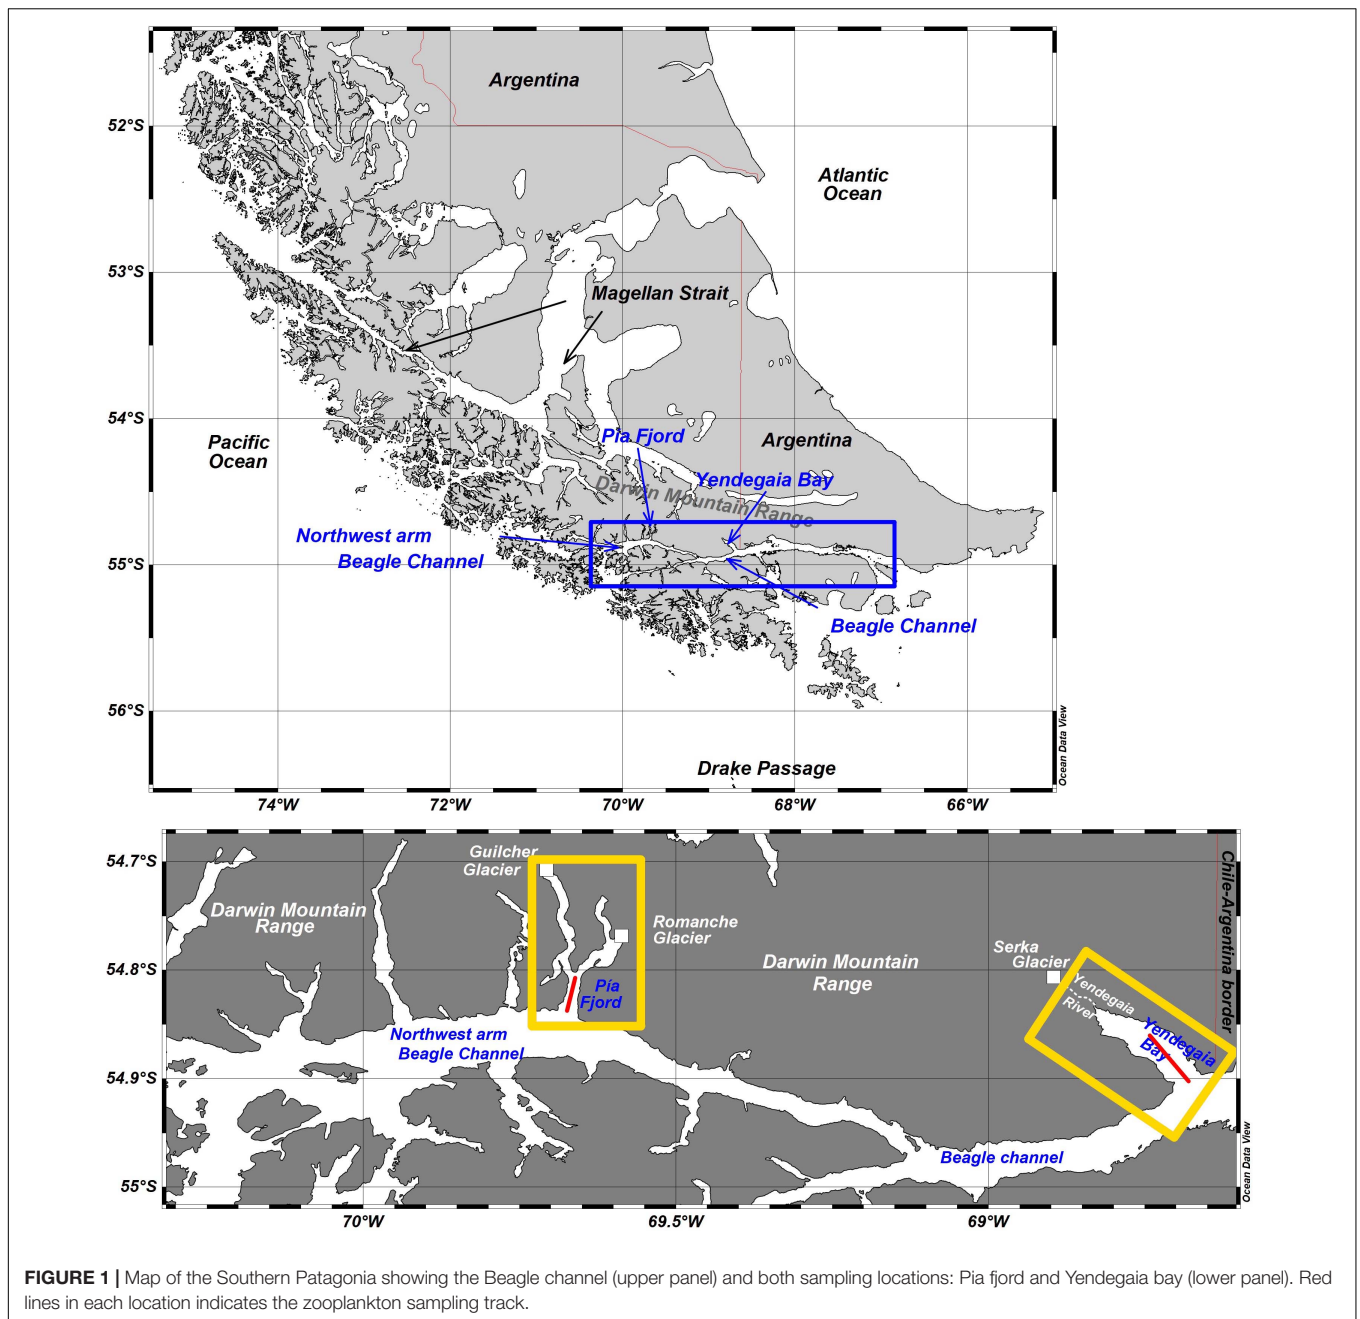 Argentina
52°S
Atlantic
Ocean
53°S
Magellan Strait
54°S
Pia Fjord
Argentina
Pacific
Ocean
Yendegaia Bay
Darwin Mountain Range
Northwest arm
Beagle Channel
55°S
Beagle Channel
56°S
Drake Passage
Ocean Data View
74°W
72°W
70°W
68°W
66°W
54.7°S
Guilcher
Glacier
Darwin Mountain
Range
Romanche
Glacier
Chile-Argentina border
54.8°S
Serka
Glacier
Darwin Mountain
Range
Pía
Fjord
Yendegaia
River
Northwest arm
Beagle Channel
Yendegaia
Bay
54.9°S
Beagle channel
55°S
Ocean Data View
70°W
69.5°W
69°W
FIGURE 1 | Map of the Southern Patagonia showing the Beagle channel (upper panel) and both sampling locations: Pia fjord and Yendegaia bay (lower panel). Red
lines in each location indicates the zooplankton sampling track.